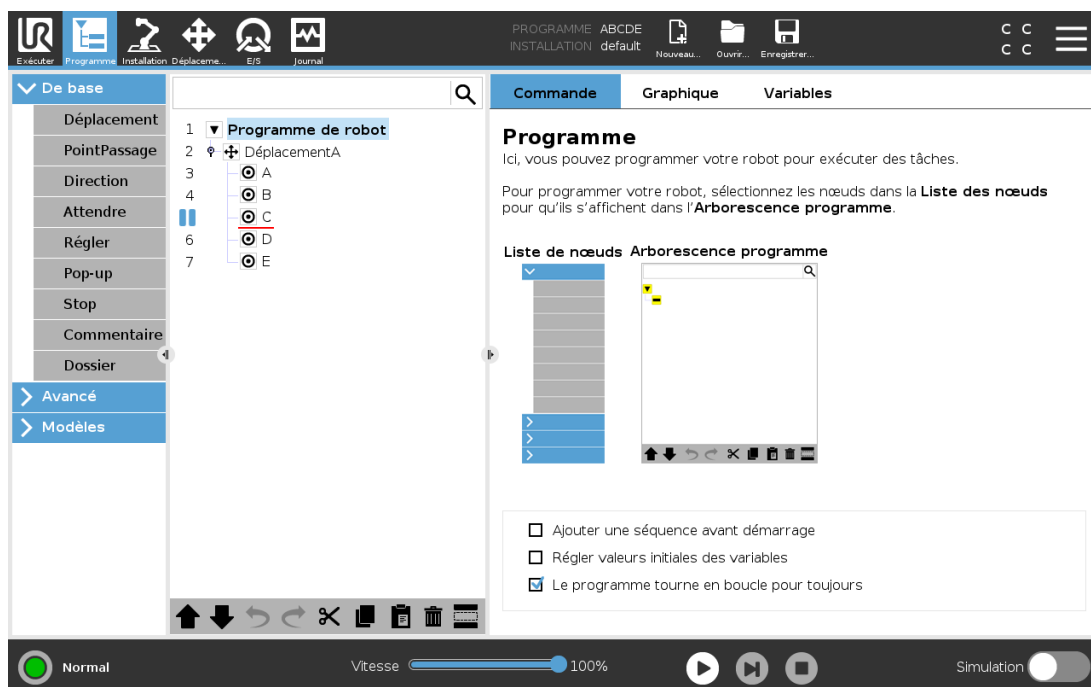 UR
PROGRAMME ABCDE
INSTALLATION default
Exécuter Programme Installation Déplaceme... E/S Journal
Nouveau... Ouvrir... Enregistrer...
C C
C C
De base
Déplacement
PointPassage
Direction
Attendre
Régler
Pop-up
Stop
Commentaire
Dossier
Avancé
Modèles
1 Programme de robot
2 DéplacementA
3 A
4 B
C
6 D
7 E
Commande Graphique Variables
Programme
Ici, vous pouvez programmer votre robot pour exécuter des tâches.
Pour programmer votre robot, sélectionnez les nœuds dans la Liste des nœuds
pour qu'ils s'affichent dans l'Arborescence programme.
Liste de nœuds Arborescence programme
Ajouter une séquence avant démarrage
Régler valeurs initiales des variables
Le programme tourne en boucle pour toujours
Normal
Vitesse 100%
Simulation